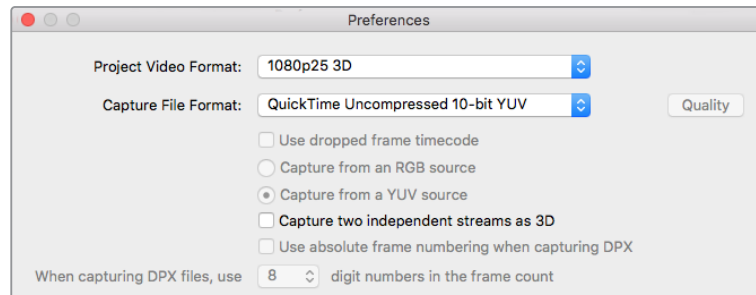 Preferences
Project Video Format: 1080p25 3D
Capture File Format: QuickTime Uncompressed 10-bit YUV Quality
Use dropped frame timecode
Capture from an RGB source
Capture from a YUV source
Capture two independent streams as 3D
Use absolute frame numbering when capturing DPX
When capturing DPX files, use 8 digit numbers in the frame count